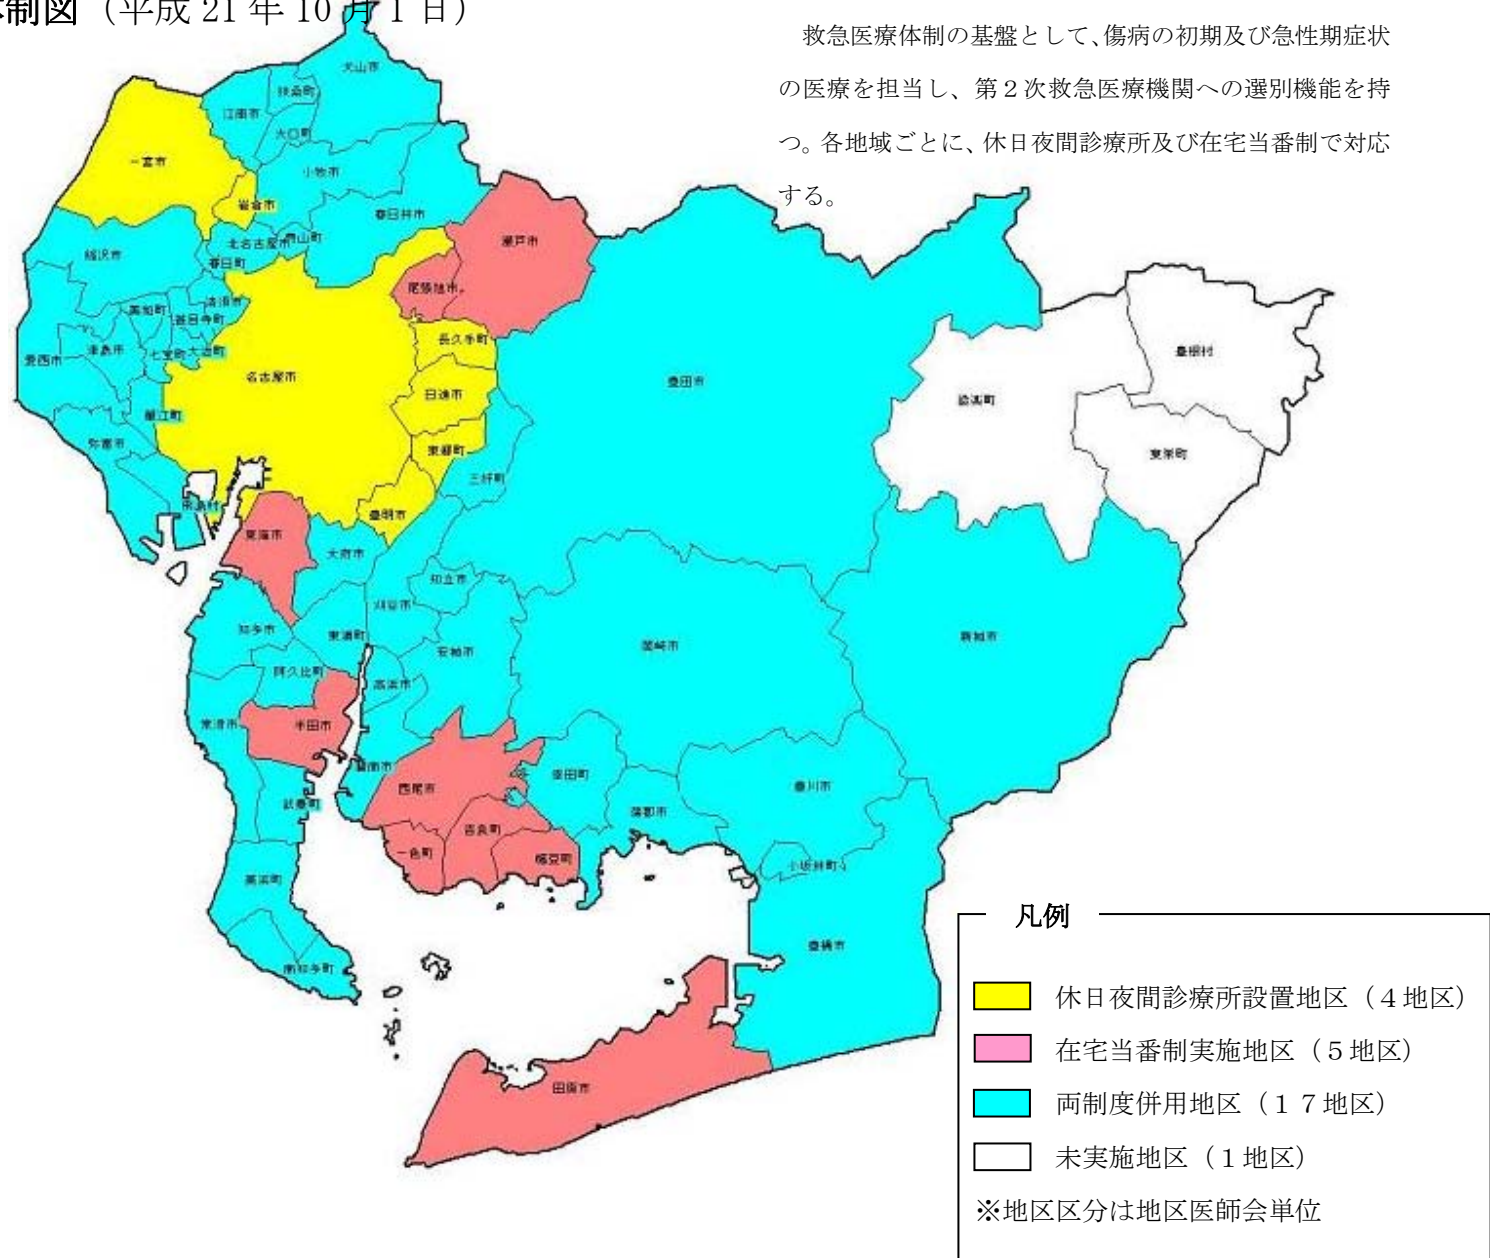 制図（平成 21 年 10 月 1 日）
救急医療体制の基盤として、傷病の初期及び急性期症状
の医療を担当し、第２次救急医療機関への選別機能を持
つ。各地域ごとに、休日夜間診療所及び在宅当番制で対応
する。
犬山市
扶桑町
江南市
大口町
一宮市
小牧市
岩倉市
春日井市
瀬戸市
北名古屋市
豊山町
稲沢市
春日町
尾張旭市
清須市
美和町
甚目寺町
長久手町
津島市
七宝町
大治町
愛西市
豊根村
名古屋市
豊田市
日進市
設楽町
蟹江町
弥富市
東郷町
東栄町
三好町
飛島村
豊明市
東海市
大府市
知立市
刈谷市
知多市
東浦町
新城市
安城市
岡崎市
阿久比町
高浜市
常滑市
半田市
碧南市
幸田町
西尾市
豊川市
武豊町
蒲郡市
吉良町
一色町
幡豆町
小坂井町
美浜町
豊橋市
南知多町
田原市
凡例
休日夜間診療所設置地区（４地区）
在宅当番制実施地区（５地区）
両制度併用地区（１７地区）
未実施地区（１地区）
※地区区分は地区医師会単位